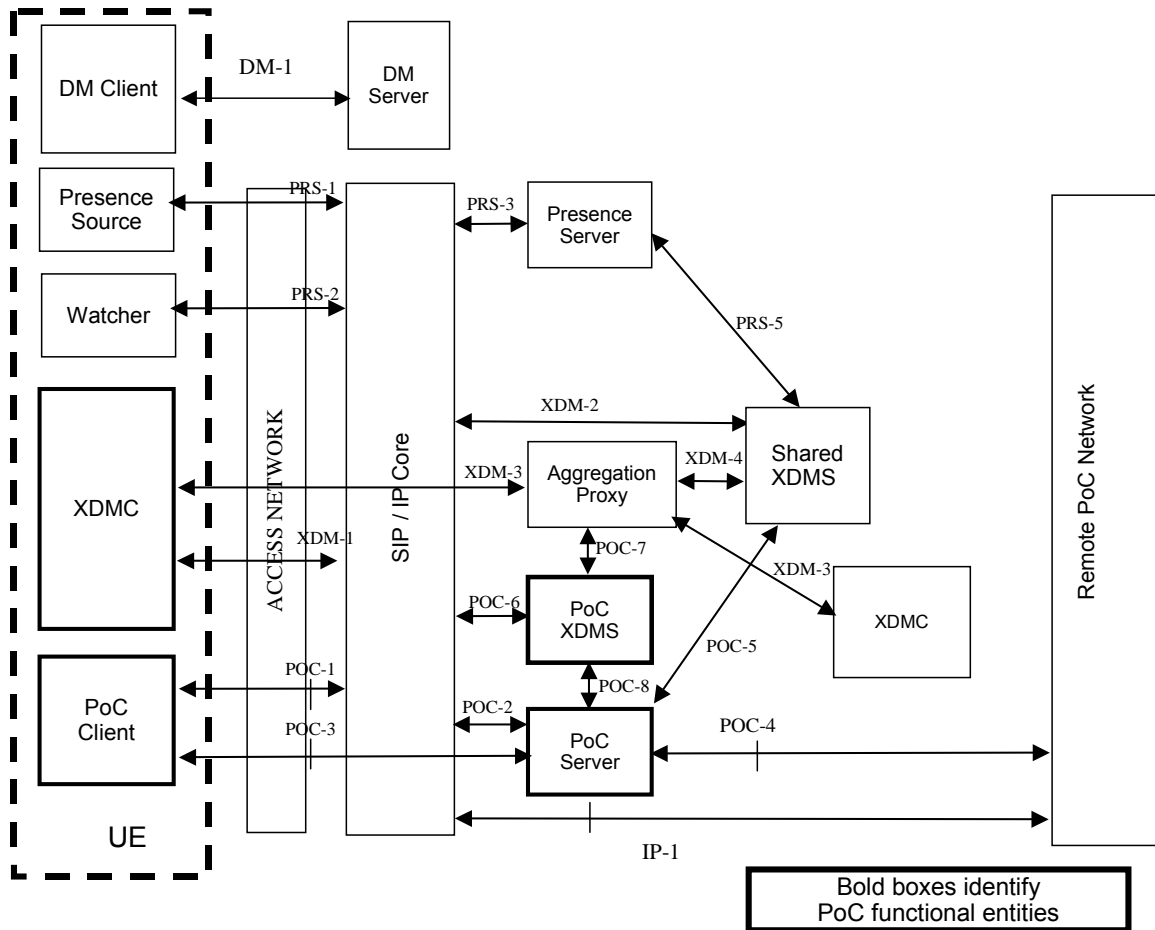 DM Client
DM-1
DM
Server
Presence
Source
PRS-1
PRS-3
Presence
Server
Watcher
PRS-2
PRS-5
XDM-2
XDMC
XDM-3
Aggregation
Proxy
XDM-4
Shared
XDMS
ACCESS NETWORK
SIP / IP Core
Remote PoC Network
XDM-1
POC-7
XDM-3
XDMC
POC-6
PoC
XDMS
POC-5
PoC
Client
POC-1
POC-8
POC-2
POC-3
PoC
Server
POC-4
UE
IP-1
Bold boxes identify
PoC functional entities